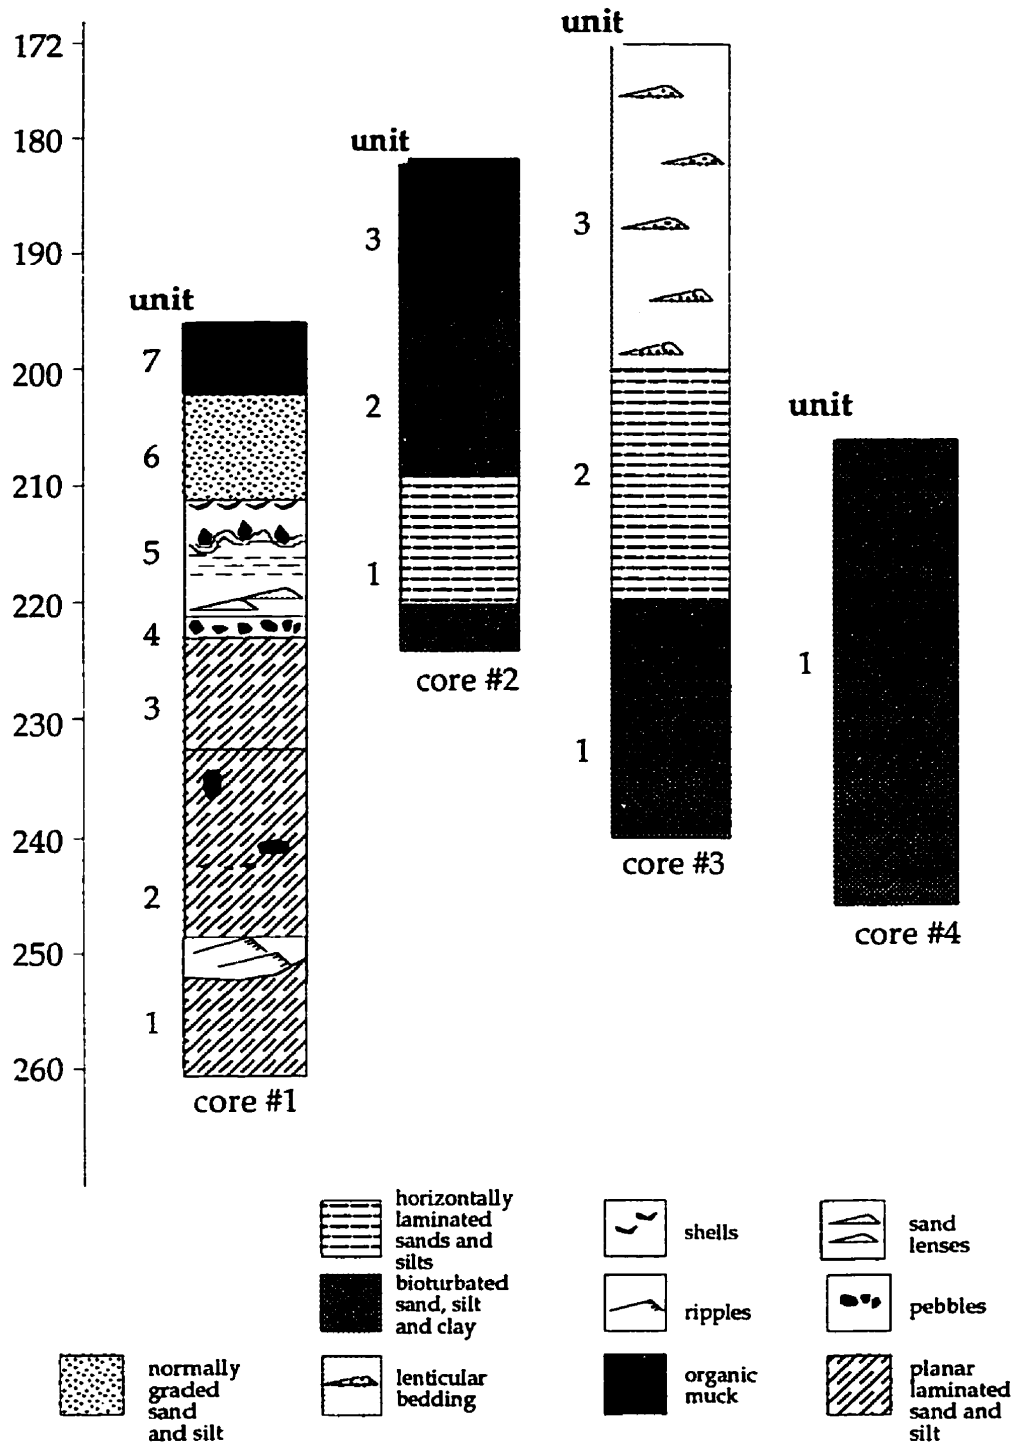 172
180
190
200
210
220
230
240
250
260
unit
7
6
5
4
3
2
1
core #1
unit
3
2
1
core #2
unit
3
2
1
core #3
unit
1
core #4
horizontally
laminated
sands and
silts
bioturbated
sand, silt
and clay
normally
graded
sand
and silt
lenticular
bedding
shells
ripples
organic
muck
sand
lenses
pebbles
planar
laminated
sand and
silt